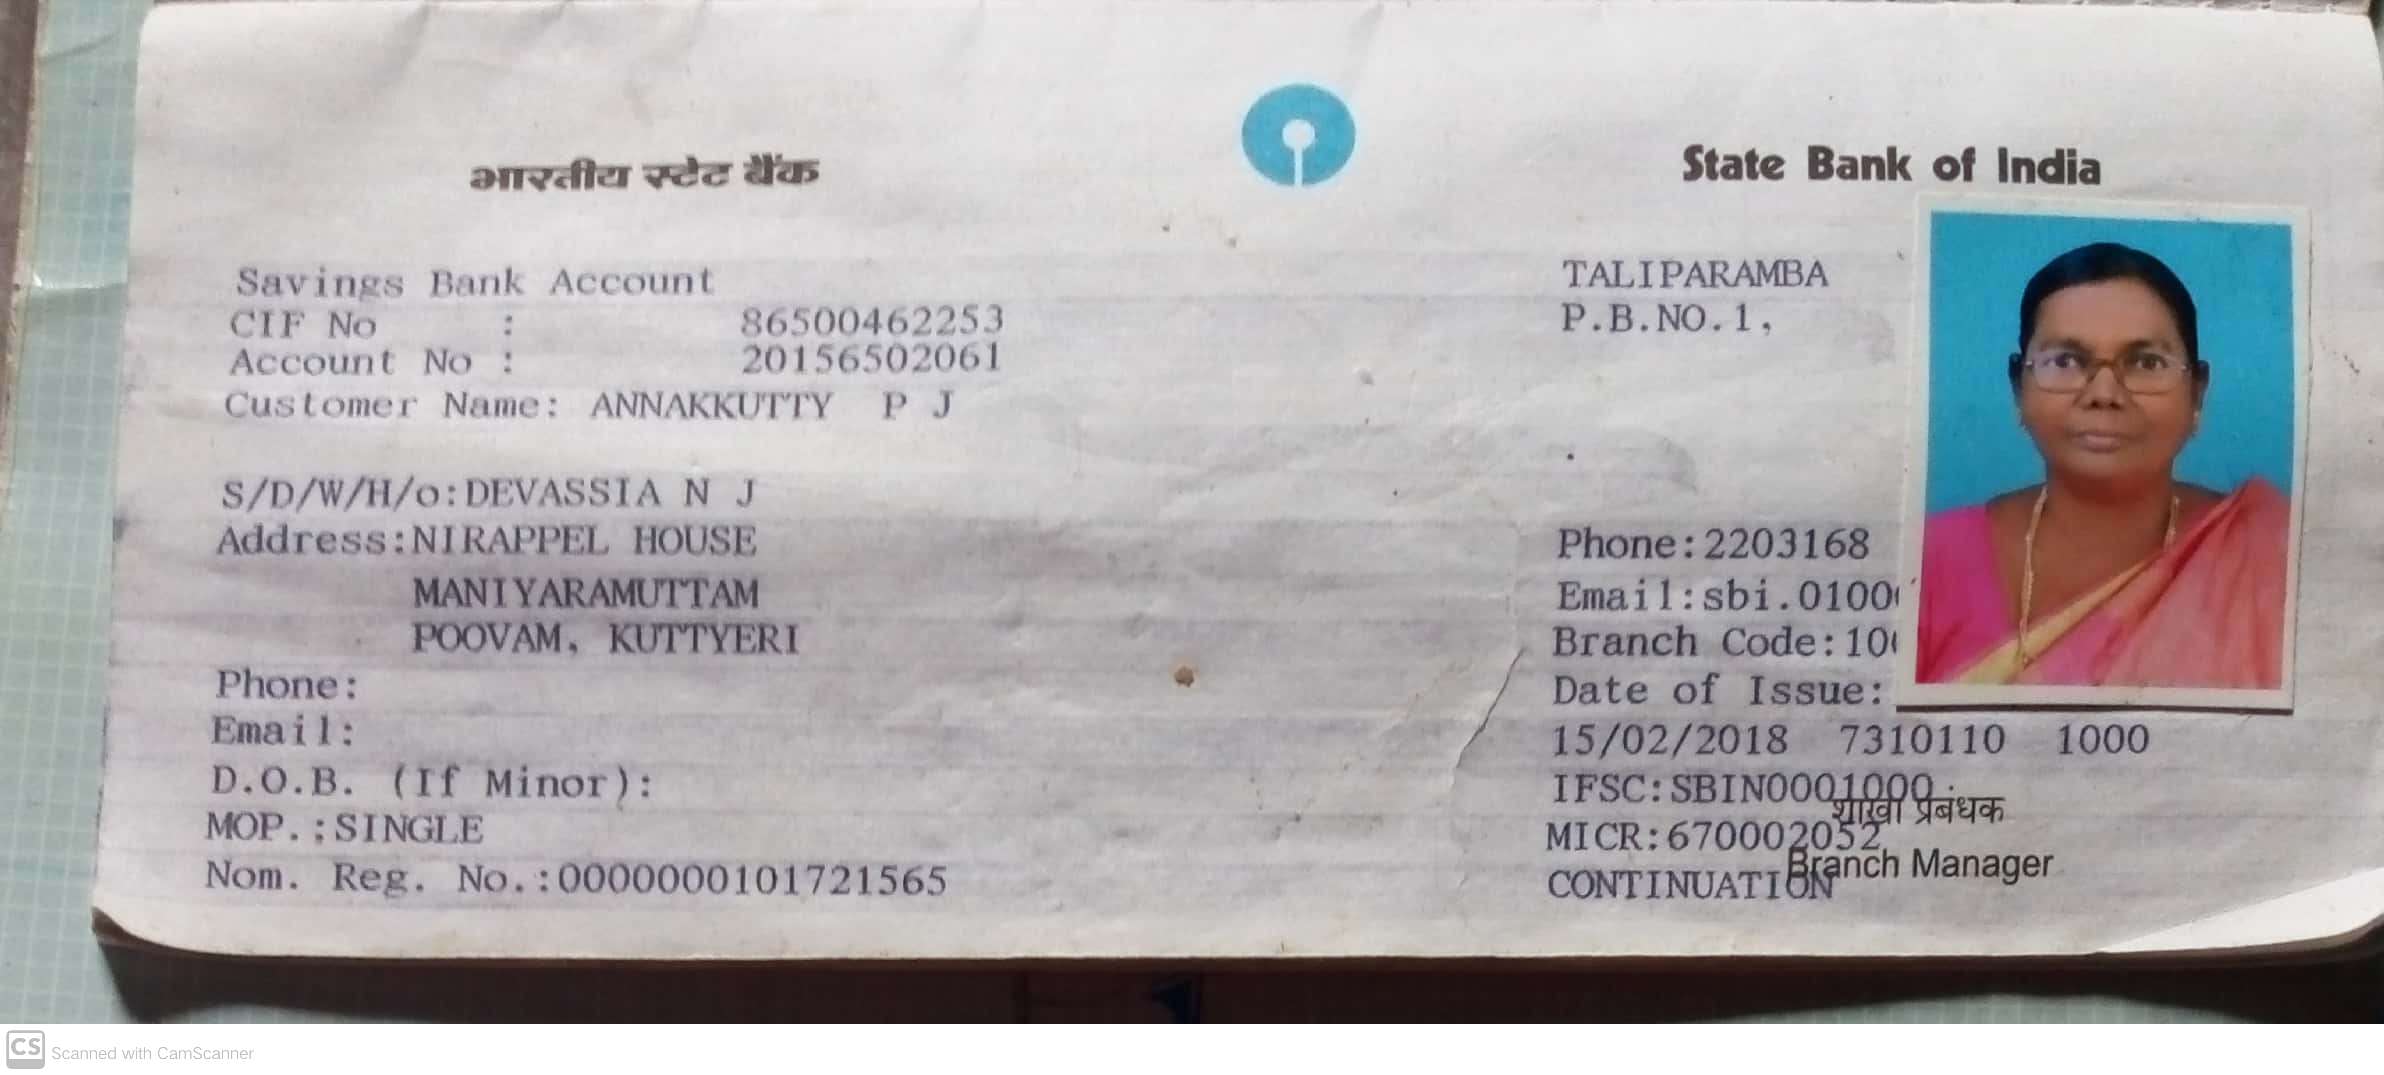 भारतीय स्टेट बैंक
State Bank of India
Savings Bank Account
CIF No : 86500462253
Account No : 20156502061
Customer Name: ANNAKKUTTY P J
S/D/W/H/o:DEVASSIA N J
Address:NIRAPPEL HOUSE
MANIYARAMUTTAM
POOVAM, KUTTYERI
Phone:
Email:
D.O.B. (If Minor):
MOP.:SINGLE
Nom. Reg. No.:0000000101721565
TALIPARAMBA
P.B.NO.1,
Phone:2203168
Email:sbi.0100
Branch Code:10
Date of Issue:
15/02/2018 7310110 1000
IFSC:SBIN0001000
शाखा प्रबंधक
MICR:670002052
Branch Manager
CONTINUATION
CS Scanned with CamScanner